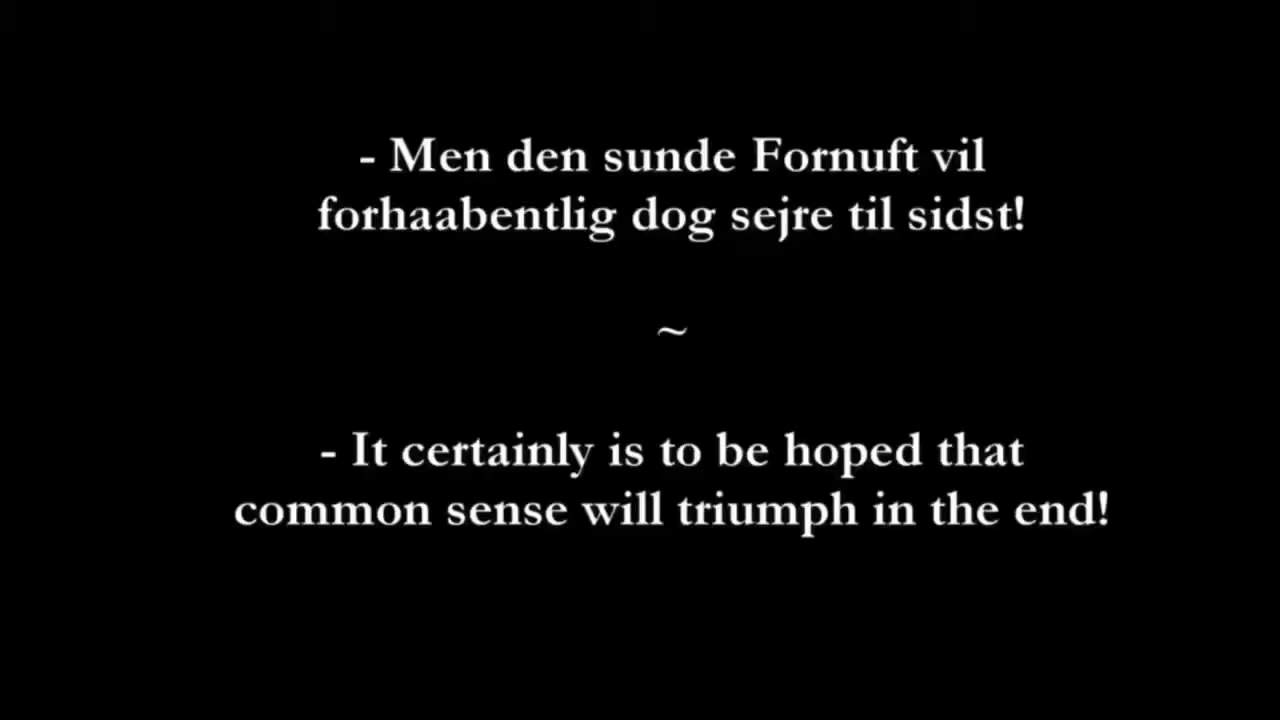 - Men den sunde Fornuft vil
forhaabentlig dog sejre til sidst!
~
- It certainly is to be hoped that
common sense will triumph in the end!